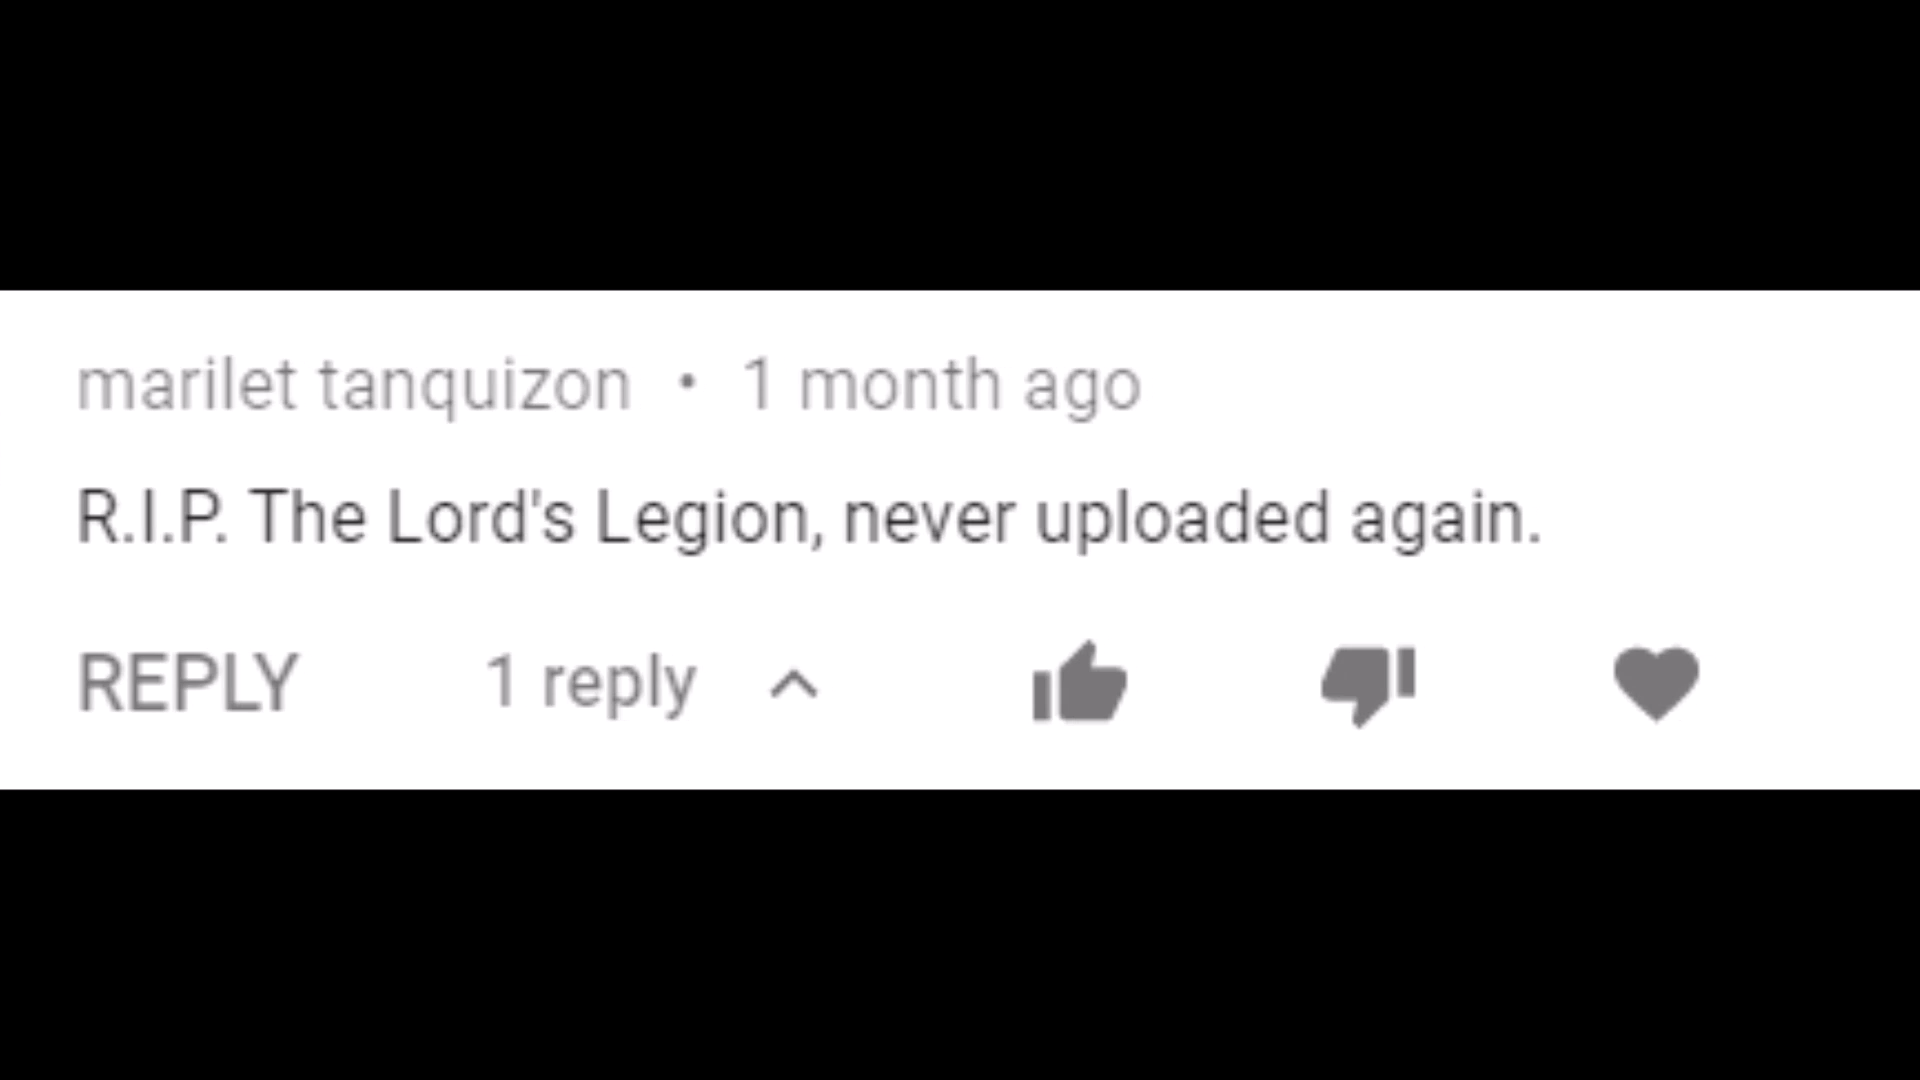 marilet tanquizon • 1 month ago
R.I.P. The Lord's Legion, never uploaded again.
REPLY 1 reply